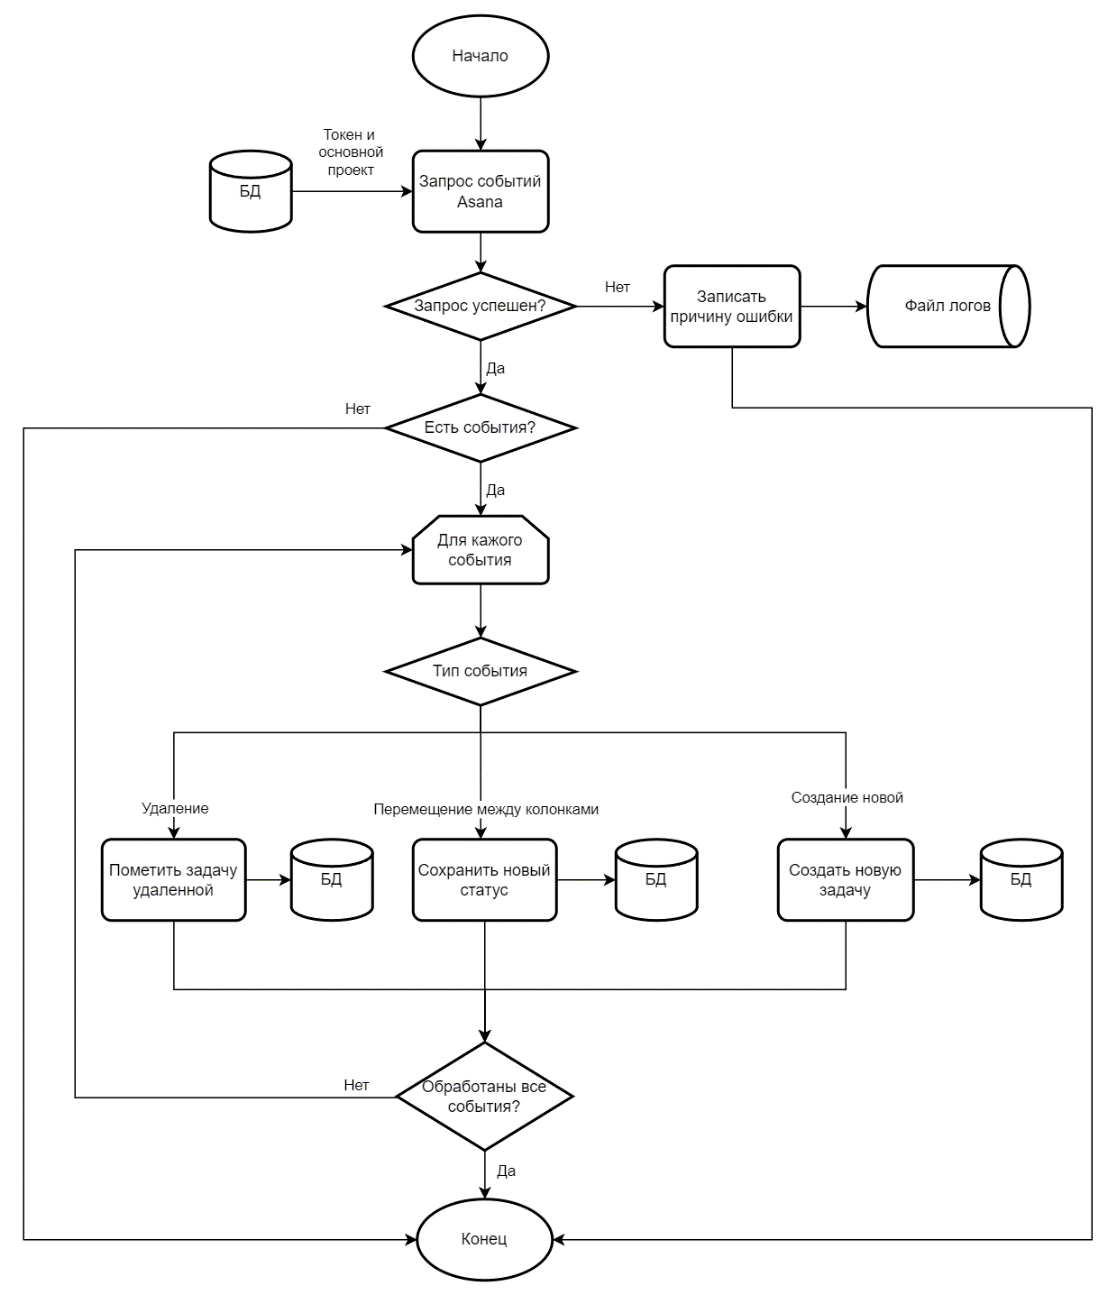 Начало
Токен и
основной
проект
БД
Запрос событий
Asana
Запрос успешен?
Нет
Записать
причину ошибки
Файл логов
Да
Нет
Есть события?
Да
Для кажого
события
Тип события
Удаление
Перемещение между колонками
Создание новой
Пометить задачу
удаленной
БД
Сохранить новый
статус
БД
Создать новую
задачу
БД
Нет
Обработаны все
события?
Да
Конец